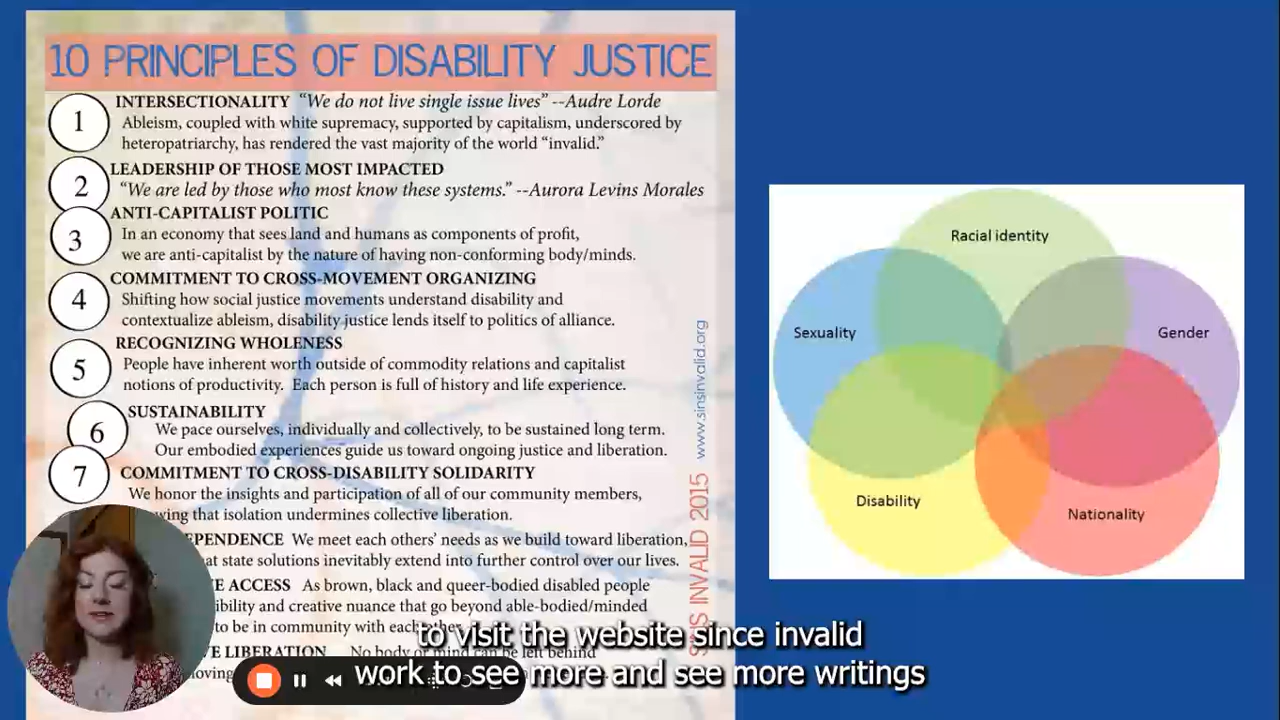 10 PRINCIPLES OF DISABILITY JUSTICE
1
INTERSECTIONALITY "We do not live single issue lives" --Audre Lorde
Ableism, coupled with white supremacy, supported by capitalism, underscored by
heteropatriarchy, has rendered the vast majority of the world "invalid."
2
LEADERSHIP OF THOSE MOST IMPACTED
"We are led by those who most know these systems." --Aurora Levins Morales
3
ANTI-CAPITALIST POLITIC
In an economy that sees land and humans as components of profit,
we are anti-capitalist by the nature of having non-conforming body/minds.
4
COMMITMENT TO CROSS-MOVEMENT ORGANIZING
Shifting how social justice movements understand disability and
contextualize ableism, disability justice lends itself to politics of alliance.
5
RECOGNIZING WHOLENESS
People have inherent worth outside of commodity relations and capitalist
notions of productivity. Each person is full of history and life experience.
6
SUSTAINABILITY
We pace ourselves, individually and collectively, to be sustained long term.
Our embodied experiences guide us toward ongoing justice and liberation.
7
COMMITMENT TO CROSS-DISABILITY SOLIDARITY
We honor the insights and participation of all of our community members,
wing that isolation undermines collective liberation.
PENDENCE We meet each others' needs as we build toward liberation,
at state solutions inevitably extend into further control over our lives.
E ACCESS As brown, black and queer-bodied disabled people
ibility and creative nuance that go beyond able-bodied/minded
to be in community with each other
VE LIBERATION No body or mind can be left behind
oving
SINS INVALID 2015 www.sinsinvalid.org
Racial identity
Sexuality
Gender
Disability
Nationality
to visit the website since invalid
work to see more and see more writings